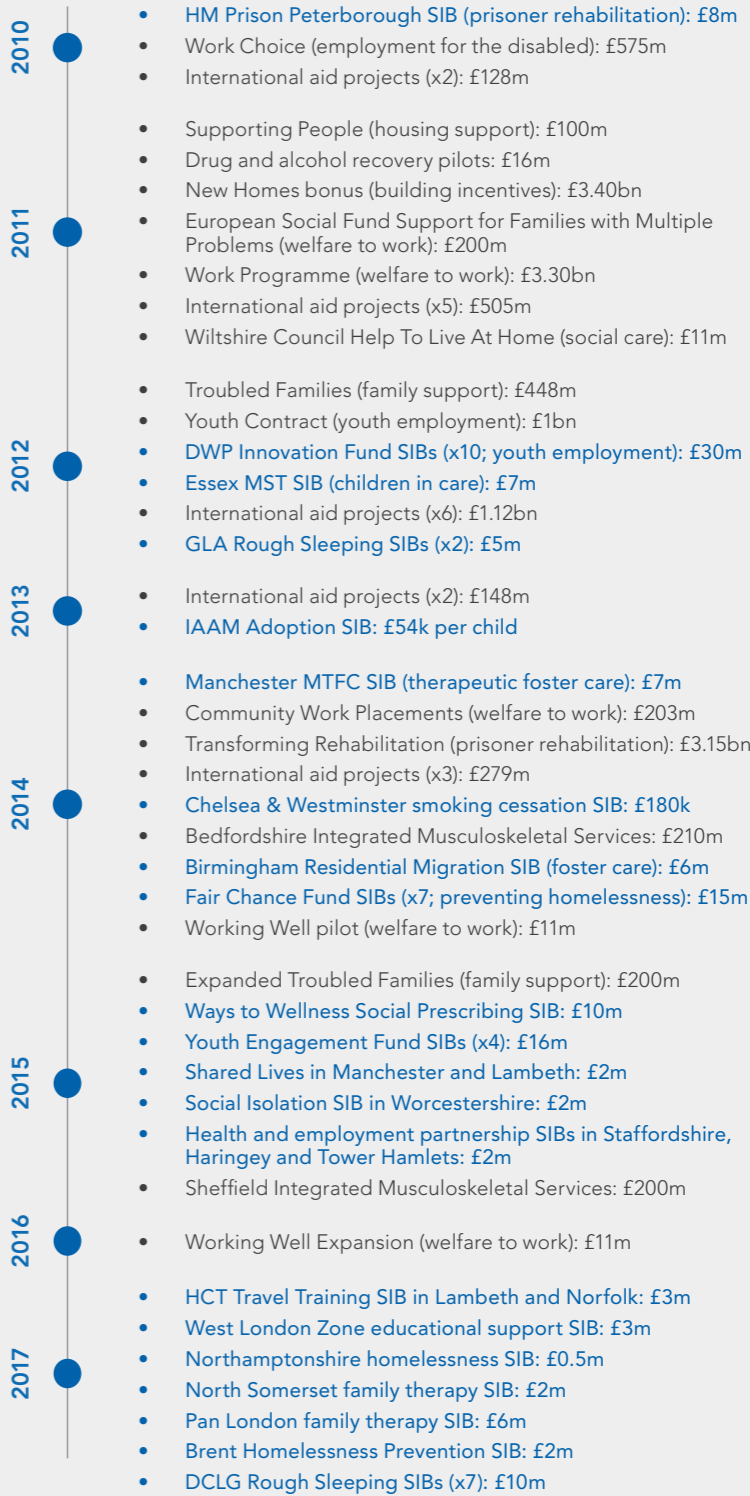 2010
• HM Prison Peterborough SIB (prisoner rehabilitation): £8m
• Work Choice (employment for the disabled): £575m
• International aid projects (x2): £128m
2011
• Supporting People (housing support): £100m
• Drug and alcohol recovery pilots: £16m
• New Homes bonus (building incentives): £3.40bn
• European Social Fund Support for Families with Multiple
Problems (welfare to work): £200m
• Work Programme (welfare to work): £3.30bn
• International aid projects (x5): £505m
• Wiltshire Council Help To Live At Home (social care): £11m
2012
• Troubled Families (family support): £448m
• Youth Contract (youth employment): £1bn
• DWP Innovation Fund SIBs (x10; youth employment): £30m
• Essex MST SIB (children in care): £7m
• International aid projects (x6): £1.12bn
• GLA Rough Sleeping SIBs (x2): £5m
2013
• International aid projects (x2): £148m
• IAAM Adoption SIB: £54k per child
2014
• Manchester MTFC SIB (therapeutic foster care): £7m
• Community Work Placements (welfare to work): £203m
• Transforming Rehabilitation (prisoner rehabilitation): £3.15bn
• International aid projects (x3): £279m
• Chelsea & Westminster smoking cessation SIB: £180k
• Bedfordshire Integrated Musculoskeletal Services: £210m
• Birmingham Residential Migration SIB (foster care): £6m
• Fair Chance Fund SIBs (x7; preventing homelessness): £15m
• Working Well pilot (welfare to work): £11m
2015
• Expanded Troubled Families (family support): £200m
• Ways to Wellness Social Prescribing SIB: £10m
• Youth Engagement Fund SIBs (x4): £16m
• Shared Lives in Manchester and Lambeth: £2m
• Social Isolation SIB in Worcestershire: £2m
• Health and employment partnership SIBs in Staffordshire,
Haringey and Tower Hamlets: £2m
• Sheffield Integrated Musculoskeletal Services: £200m
2016
• Working Well Expansion (welfare to work): £11m
2017
• HCT Travel Training SIB in Lambeth and Norfolk: £3m
• West London Zone educational support SIB: £3m
• Northamptonshire homelessness SIB: £0.5m
• North Somerset family therapy SIB: £2m
• Pan London family therapy SIB: £6m
• Brent Homelessness Prevention SIB: £2m
• DCLG Rough Sleeping SIBs (x7): £10m